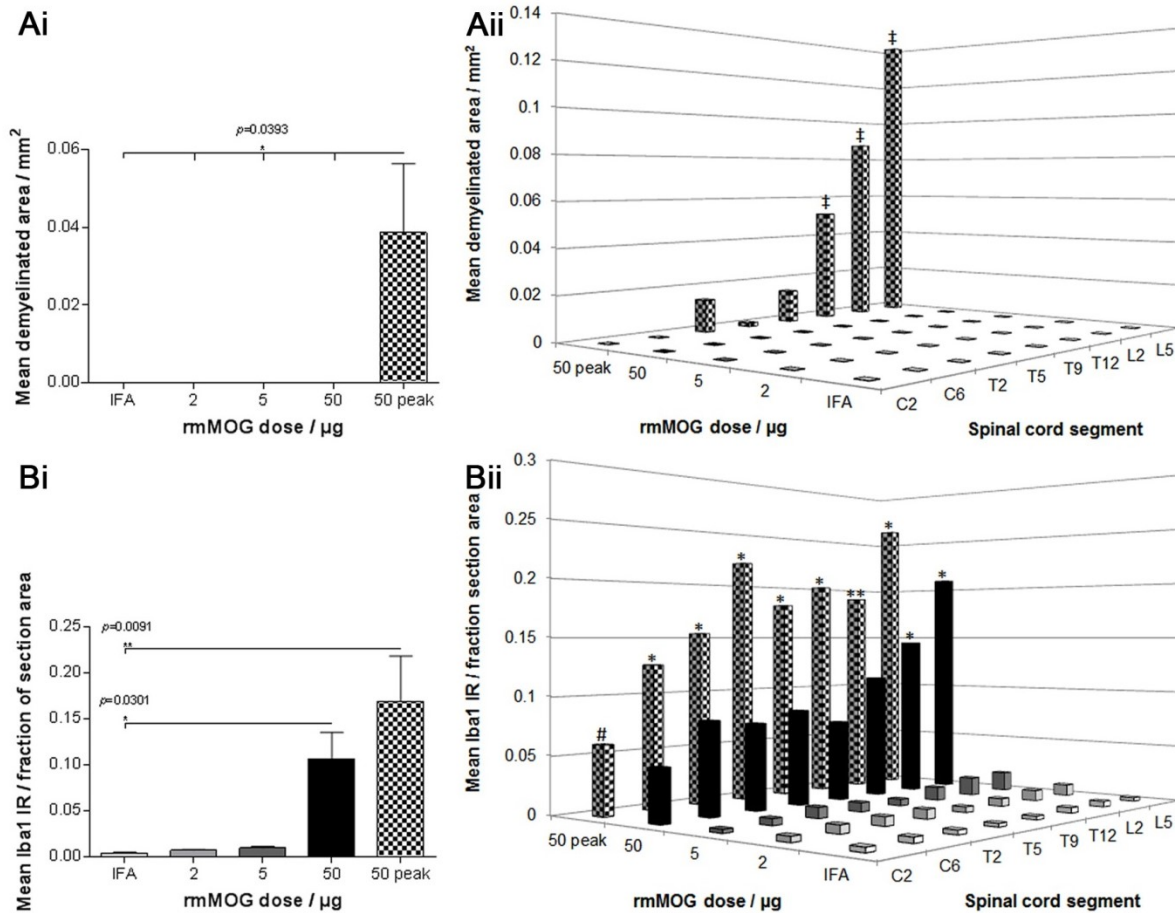 Ai
Mean demyelinated area / mm²
p=0.0393
*
0.06
0.04
0.02
0.00
IFA 2 5 50 50 peak
rmMOG dose / µg
Aii
Mean demyelinated area / mm²
0.14
0.12
0.1
0.08
0.06
0.04
0.02
0
‡
‡
‡
50 peak 50 5 2 IFA
C2 C6 T2 T5 T9 T12 L2 L5
rmMOG dose / µg
Spinal cord segment
Bi
Mean Iba1 IR / fraction of section area
0.25
0.20
0.15
0.10
0.05
0.00
p=0.0091
**
p=0.0301
*
IFA 2 5 50 50 peak
rmMOG dose / µg
Bii
Mean Iba1 IR / fraction section area
0.3
0.25
0.2
0.15
0.1
0.05
0
# * * * * * ** *
* *
50 peak 50 5 2 IFA
C2 C6 T2 T5 T9 T12 L2 L5
rmMOG dose / µg
Spinal cord segment